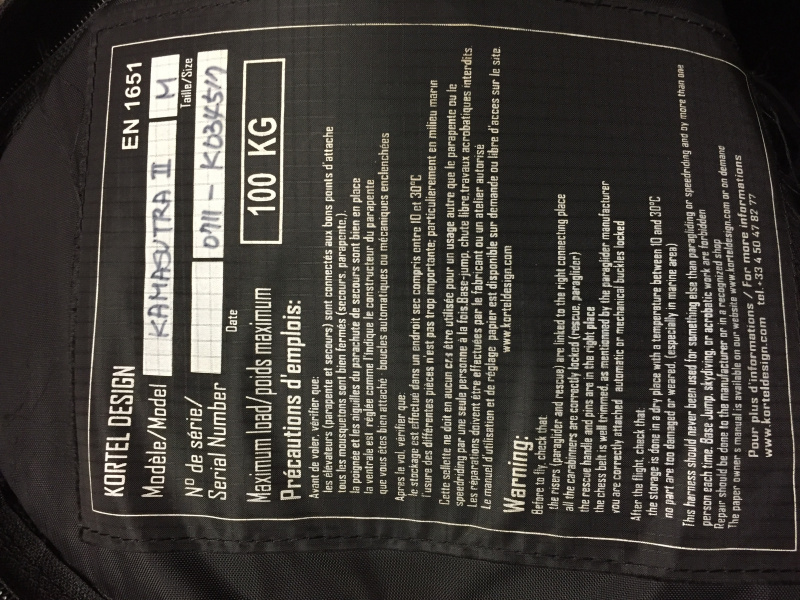 KORTEL DESIGN
EN 1651
Modèle/Model KAMASUTRA II M
Taille/Size
Nº de série/
Serial Number 0711 - K034517
Date
Maximum load/poids maximum 100 KG
Précautions d'emplois:
Avant de voler, vérifier que:
les élévateurs (parapente et secours) sont connectés aux bons points d'attache
tous les mousquetons sont bien fermés (secours, parapente,).
la poignée et les aiguilles du parachute de secours sont bien en place
la ventrale est réglée comme l'indique le constructeur du parapente
que vous êtes bien attaché boucles automatiques ou mécaniques enclenchées
Après le vol, vérifier que:
le stockage est effectué dans un endroit sec compris entre 10 et 30°C
l'usure des différentes pièces n'est pas trop importante; particulièrement en milieu marin
Cette sellette ne doit en aucun cas être utilisée pour un usage autre que le parapente ou le
speedriding par une seule personne à la fois.Base-jump, chute libre,travaux acrobatiques interdits.
Les réparations doivent être effectuées par le fabricant ou un atelier autorisé
Le manuel d'utilisation et de réglage papier est disponible sur demande ou libre d'acces sur le site.
www.korteldesign.com
Warning:
Before to fly, check that:
the risers (paraglider and rescue) are linked to the right connecting place
all the carabinners are correctly locked (rescue, paraglider)
the rescue handle and pins are in the right place
the chess belt is well trimmed, as mentionned by the paraglider manufacturer
you are correctly attached automatic or mechanical buckles locked
After the flight, check that:
the storage is done in a dry place with a temperature between 10 and 30°C
no part are too damaged or weared, (especially in marine area)
This harness should never been used for something else than paragliding or speedriding and by more than one
person each time. Base Jump, skydiving, or acrobatic work are forbidden
Repair should be done to the manufacturer or in a recognized shop
The paper owner s manual is available on our website www.korteldesign.com or on demand
Pour plus d'informations / For more informations
www.korteldesign.com tel.+33 4 50 47 82 77